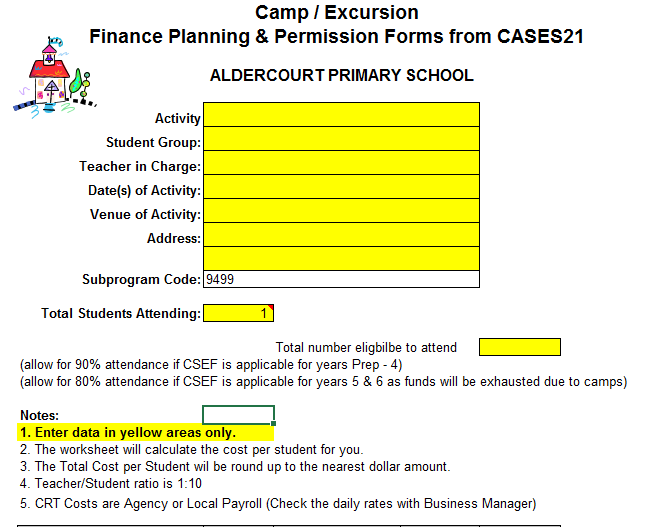 Camp / Excursion
Finance Planning & Permission Forms from CASES21
ALDERCOURT PRIMARY SCHOOL
Activity
Student Group:
Teacher in Charge:
Date(s) of Activity:
Venue of Activity:
Address:
Subprogram Code: 9499
Total Students Attending: 1
Total number eligbilbe to attend
(allow for 90% attendance if CSEF is applicable for years Prep - 4)
(allow for 80% attendance if CSEF is applicable for years 5 & 6 as funds will be exhausted due to camps)
Notes:
1. Enter data in yellow areas only.
2. The worksheet will calculate the cost per student for you.
3. The Total Cost per Student will be round up to the nearest dollar amount.
4. Teacher/Student ratio is 1:10
5. CRT Costs are Agency or Local Payroll (Check the daily rates with Business Manager)